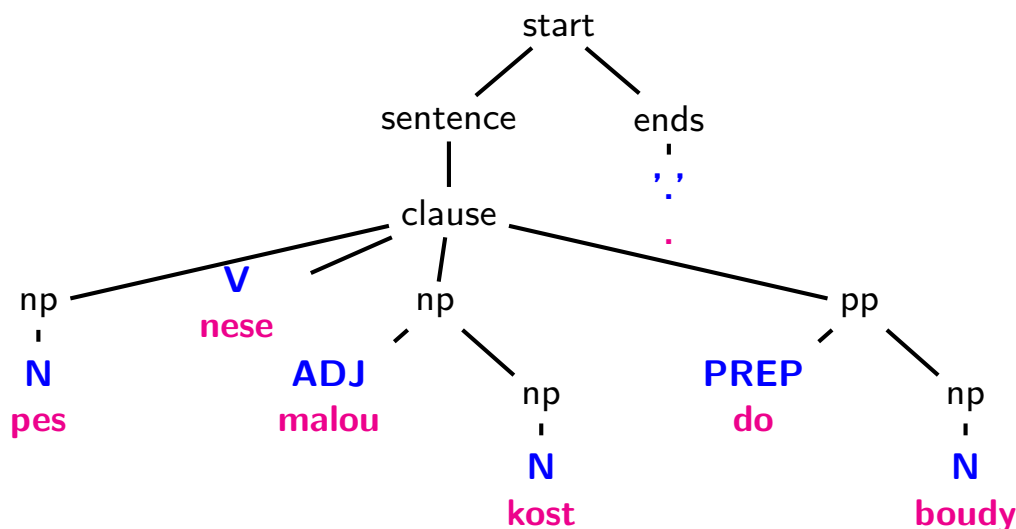 start
sentence ends
, ,
.
clause .
V
np np pp
nese
N ADJ PREP
np np
pes malou do
N N
kost boudy